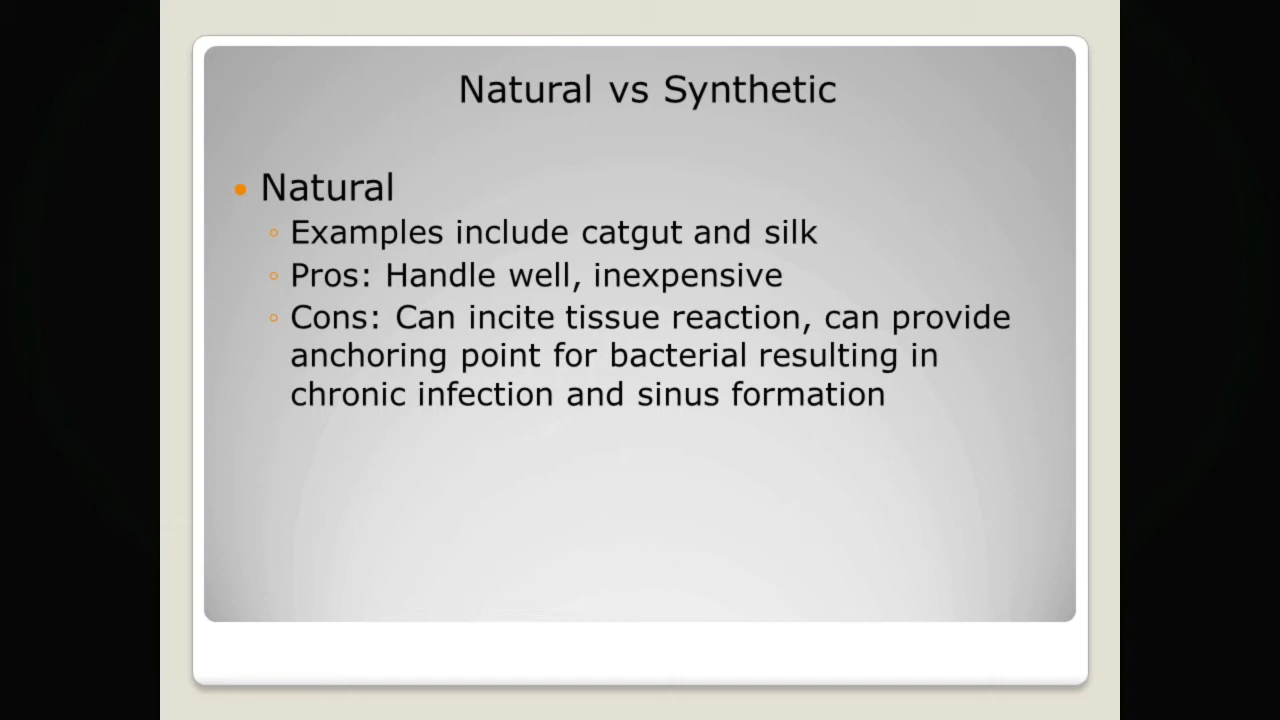 Natural vs Synthetic
• Natural
◦ Examples include catgut and silk
◦ Pros: Handle well, inexpensive
◦ Cons: Can incite tissue reaction, can provide
anchoring point for bacterial resulting in
chronic infection and sinus formation